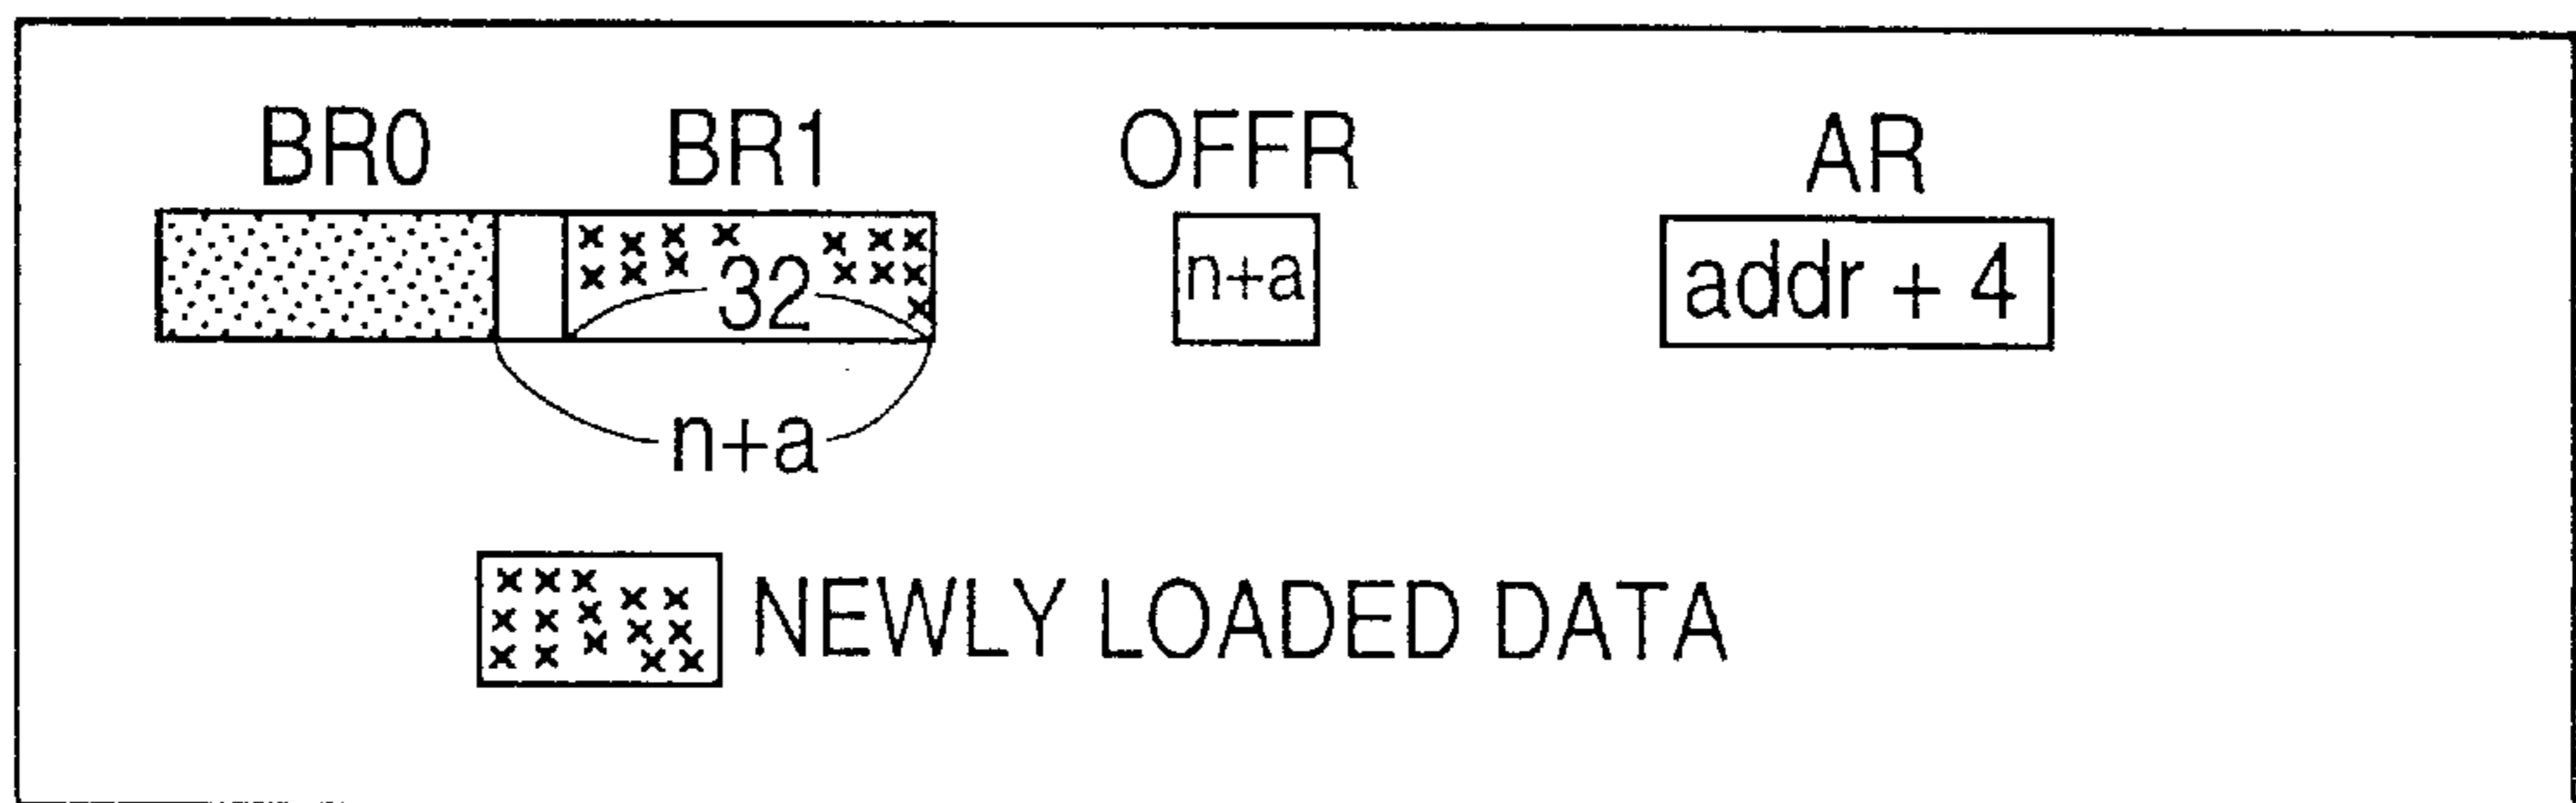 BR0 BR1 OFFR AR
32 n+a addr + 4
n+a
NEWLY LOADED DATA